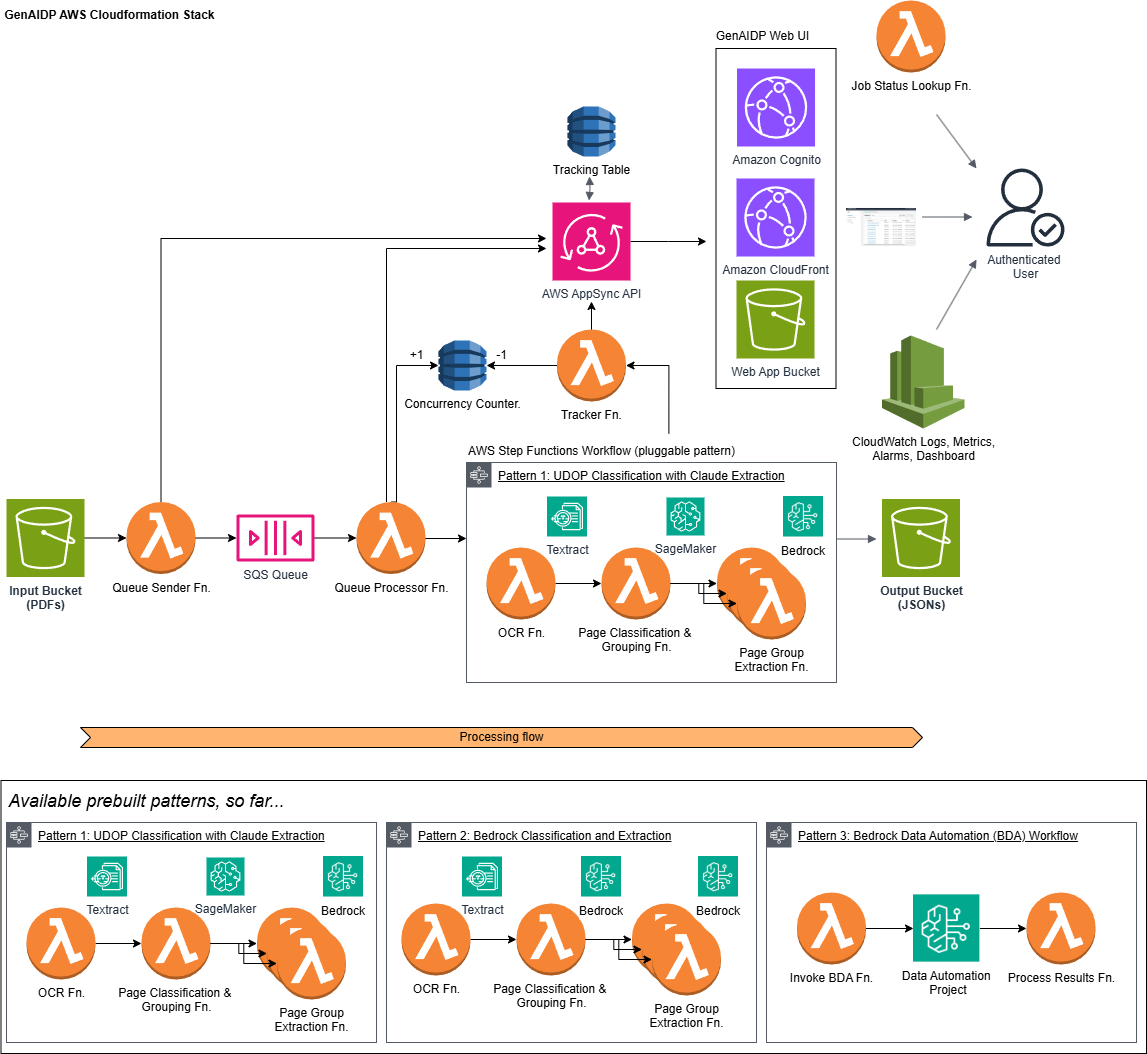 GenAIDP AWS Cloudformation Stack
GenAIDP Web UI
Job Status Lookup Fn.
Amazon Cognito
Tracking Table
Amazon CloudFront
Authenticated
User
AWS AppSync API
+1
-1
Web App Bucket
Concurrency Counter.
Tracker Fn.
CloudWatch Logs, Metrics,
Alarms, Dashboard
AWS Step Functions Workflow (pluggable pattern)
Pattern 1: UDOP Classification with Claude Extraction
Textract
SageMaker
Bedrock
SQS Queue
Input Bucket
(PDFs)
Queue Sender Fn.
Queue Processor Fn.
Output Bucket
(JSONs)
OCR Fn.
Page Classification &
Grouping Fn.
Page Group
Extraction Fn.
Processing flow
Available prebuilt patterns, so far...
Pattern 1: UDOP Classification with Claude Extraction
Textract
SageMaker
Bedrock
OCR Fn.
Page Classification &
Grouping Fn.
Page Group
Extraction Fn.
Pattern 2: Bedrock Classification and Extraction
Textract
Bedrock
Bedrock
OCR Fn.
Page Classification &
Grouping Fn.
Page Group
Extraction Fn.
Pattern 3: Bedrock Data Automation (BDA) Workflow
Invoke BDA Fn.
Data Automation
Project
Process Results Fn.